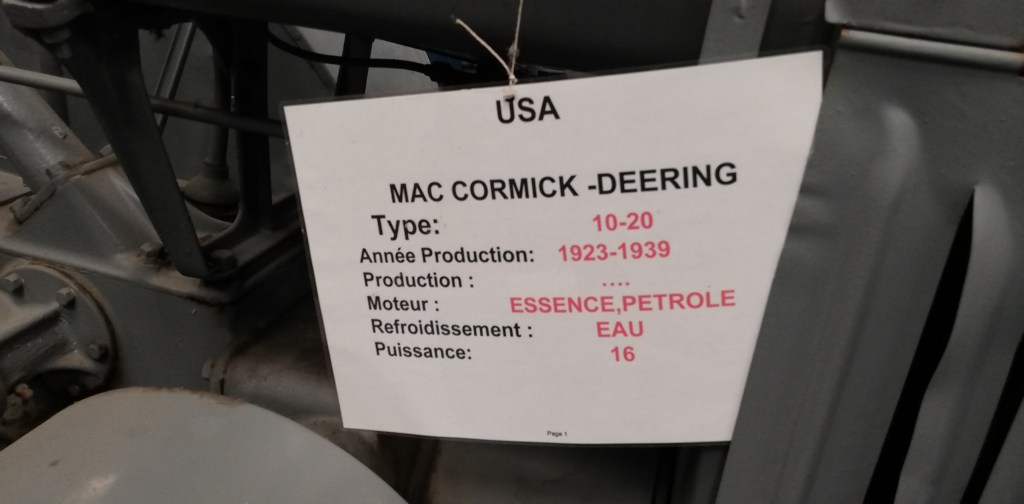 USA
MAC CORMICK -DEERING
Type: 10-20
Année Production: 1923-1939
Production : ....
Moteur : ESSENCE,PETROLE
Refroidissement : EAU
Puissance: 16
Page 1